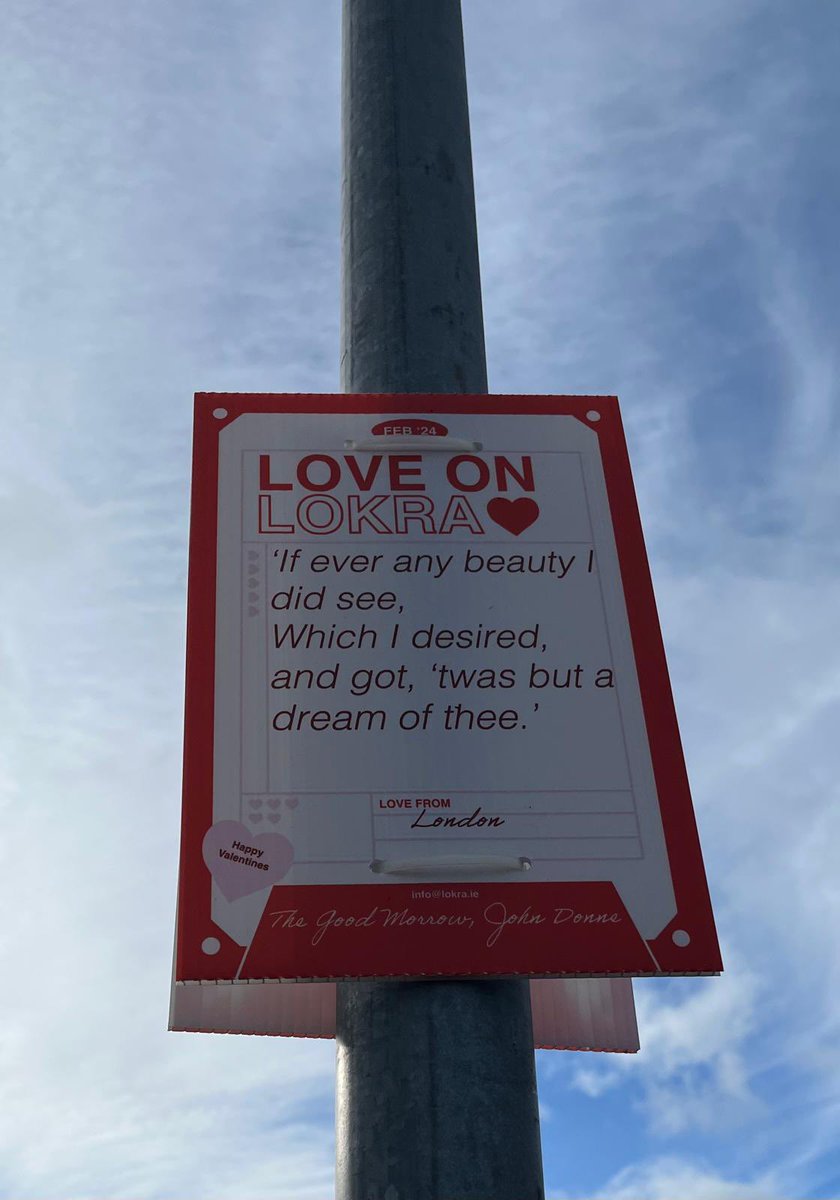 FEB '24
LOVE ON
LOKRA
‘If ever any beauty I
did see,
Which I desired,
and got, ‘twas but a
dream of thee.’
LOVE FROM
London
Happy
Valentines
info@lokra.ie
The Good Morrow, John Donne